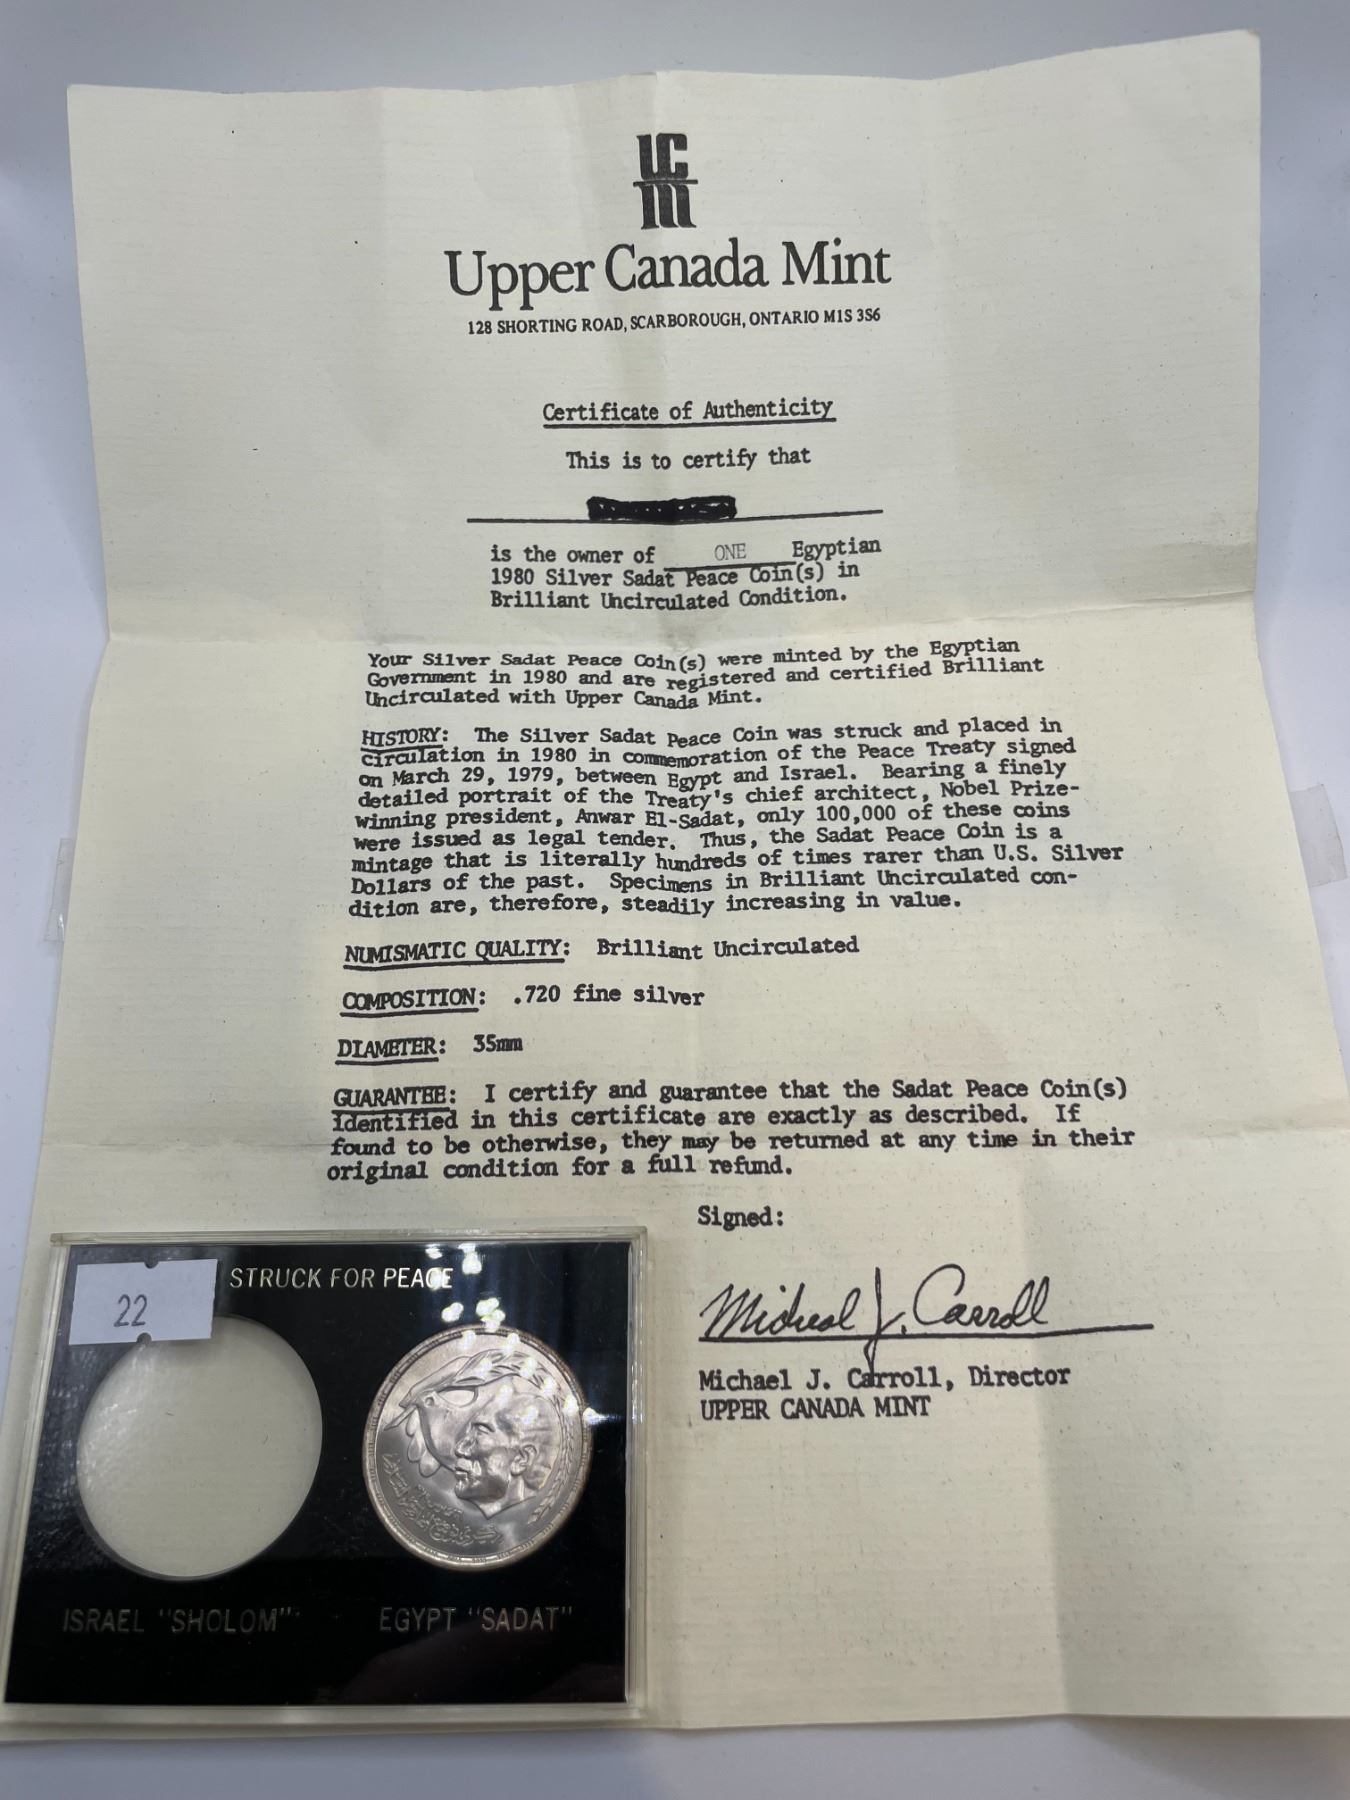 UCM
Upper Canada Mint
128 SHORTING ROAD, SCARBOROUGH, ONTARIO M1S 3S6
Certificate of Authenticity
This is to certify that
is the owner of ONE Egyptian
1980 Silver Sadat Peace Coin(s) in
Brilliant Uncirculated Condition.
Your Silver Sadat Peace Coin(s) were minted by the Egyptian
Government in 1980 and are registered and certified Brilliant
Uncirculated with Upper Canada Mint.
HISTORY: The Silver Sadat Peace Coin was struck and placed in
circulation in 1980 in commemoration of the Peace Treaty signed
on March 29, 1979, between Egypt and Israel. Bearing a finely
detailed portrait of the Treaty's chief architect, Nobel Prize-
winning president, Anwar El-Sadat, only 100,000 of these coins
were issued as legal tender. Thus, the Sadat Peace Coin is a
mintage that is literally hundreds of times rarer than U.S. Silver
Dollars of the past. Specimens in Brilliant Uncirculated con-
dition are, therefore, steadily increasing in value.
NUMISMATIC QUALITY: Brilliant Uncirculated
COMPOSITION: .720 fine silver
DIAMETER: 35mm
GUARANTEE: I certify and guarantee that the Sadat Peace Coin(s)
identified in this certificate are exactly as described. If
found to be otherwise, they may be returned at any time in their
original condition for a full refund.
Signed:
Michael J. Carroll
Michael J. Carroll, Director
UPPER CANADA MINT
22
STRUCK FOR PEACE
ISRAEL "SHOLOM"
EGYPT "SADAT"